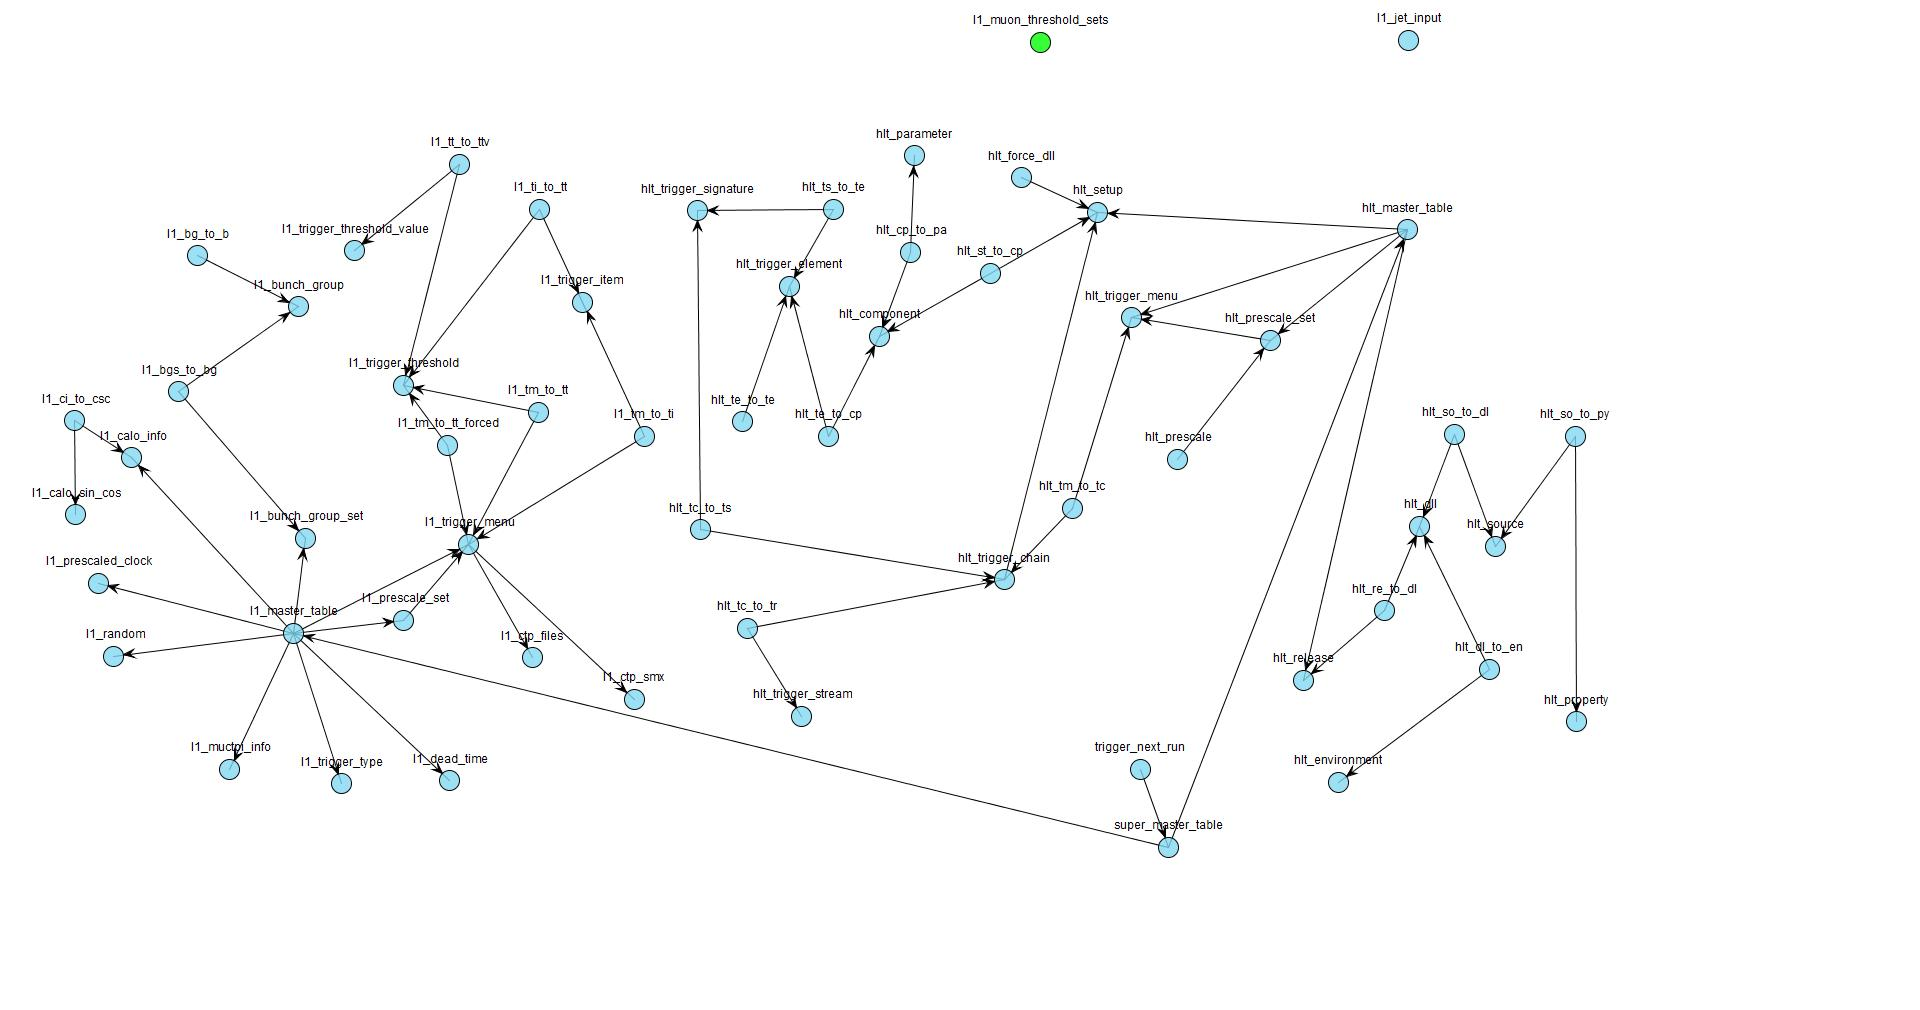 l1_muon_threshold_sets
l1_jet_input
l1_tt_to_ttv
hlt_parameter
hlt_force_dll
l1_ti_to_tt
hlt_trigger_signature
hlt_ts_to_te
hlt_setup
hlt_master_table
l1_bg_to_b
l1_trigger_threshold_value
hlt_cp_to_pa
hlt_st_to_cp
hlt_trigger_element
l1_bunch_group
l1_trigger_item
hlt_trigger_menu
hlt_component
hlt_prescale_set
l1_trigger_threshold
l1_bgs_to_bg
l1_tm_to_tt
l1_ci_to_csc
hlt_te_to_te
hlt_te_to_cp
l1_tm_to_ti
hlt_so_to_dl
hlt_so_to_py
l1_tm_to_tt_forced
l1_calo_info
hlt_prescale
l1_calo_sin_cos
hlt_tm_to_tc
hlt_dll
hlt_tc_to_ts
l1_bunch_group_set
l1_trigger_menu
hlt_source
l1_prescaled_clock
hlt_trigger_chain
hlt_re_to_dl
l1_prescale_set
l1_master_table
hlt_tc_to_tr
l1_random
l1_ctp_files
hlt_dl_to_en
hlt_release
l1_ctp_smx
hlt_trigger_stream
hlt_property
l1_muctpi_info
trigger_next_run
l1_trigger_type
l1_dead_time
hlt_environment
super_master_table